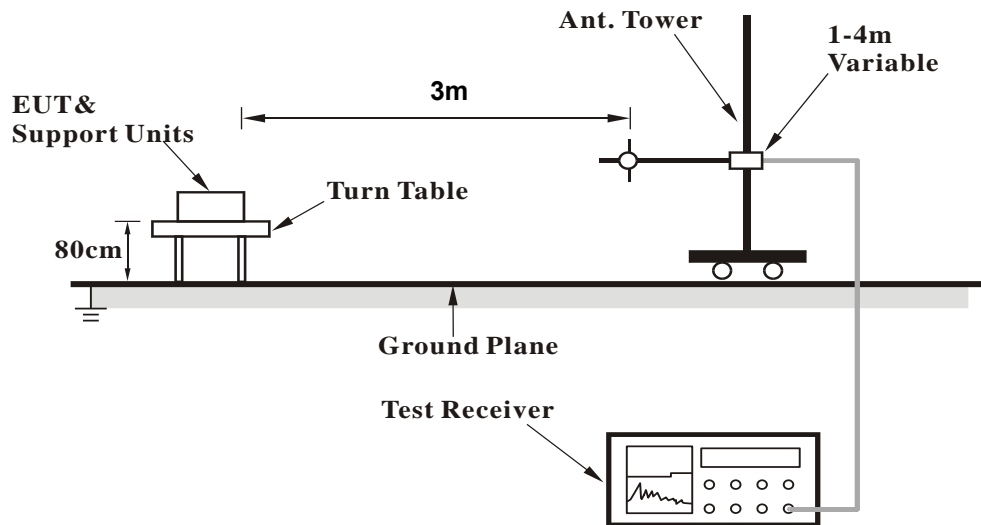 Ant. Tower
1-4m
Variable
3m
EUT&
Support Units
Turn Table
80cm
Ground Plane
Test Receiver